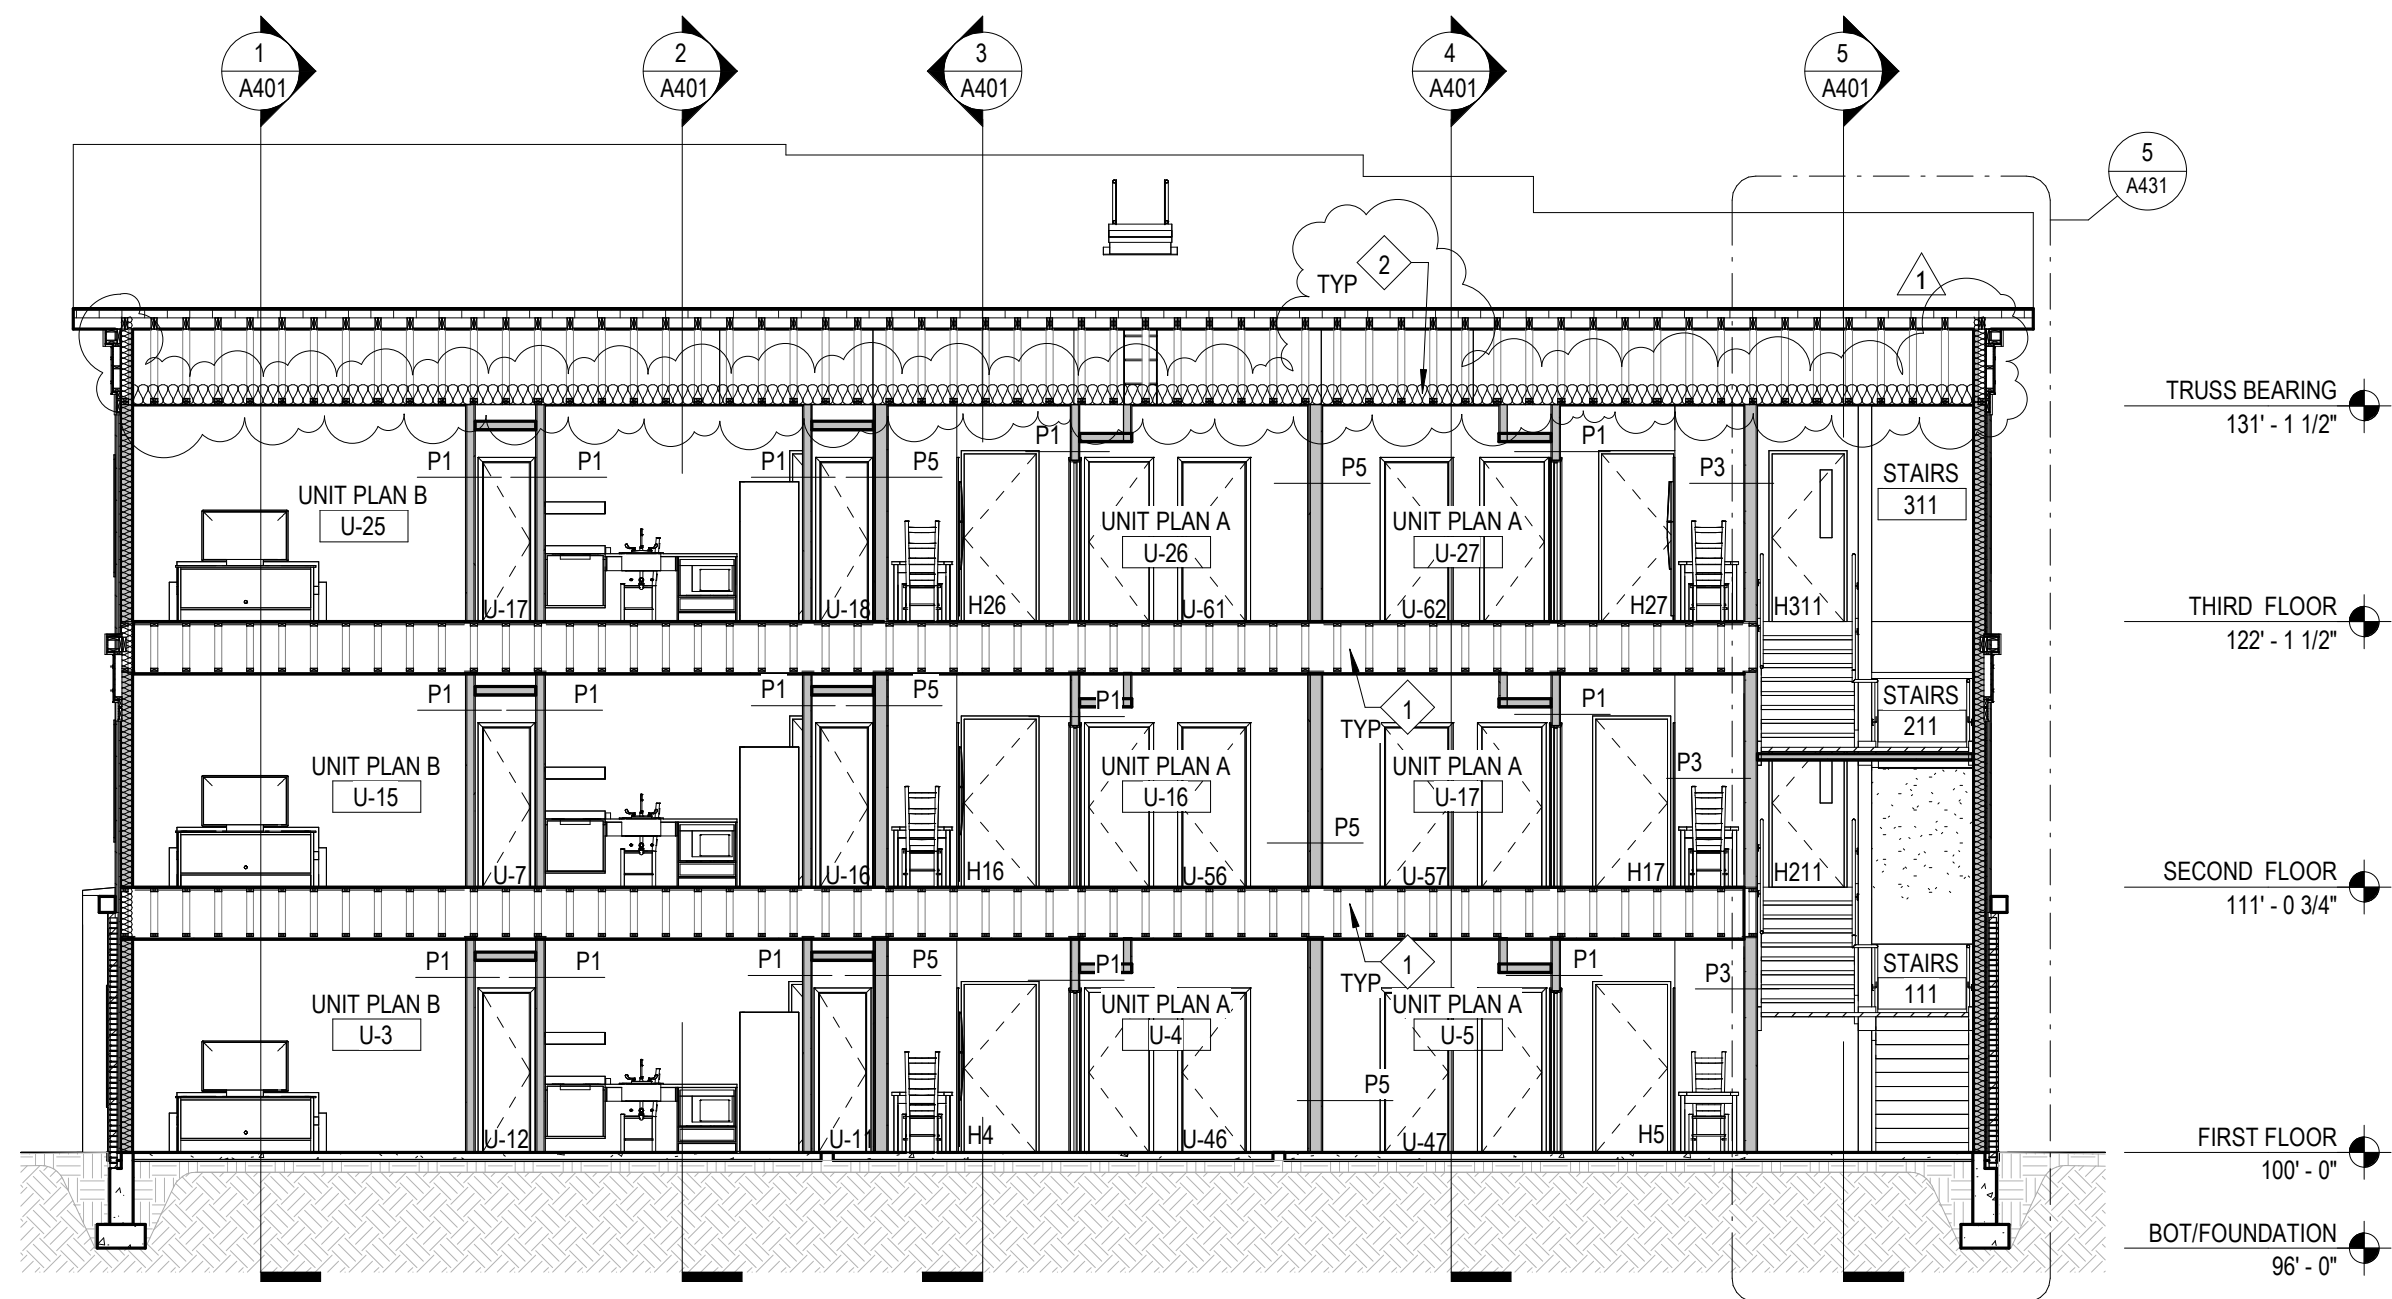 1
A401
2
A401
3
A401
4
A401
5
A401
5
A431
2
TYP
1
TRUSS BEARING
131' - 1 1/2"
P1
P1
P1
P5
P1
P5
P1
P3
UNIT PLAN B
U-25
UNIT PLAN A
U-26
UNIT PLAN A
U-27
STAIRS
311
U-17
U-18
H26
U-61
U-62
H27
H311
THIRD FLOOR
122' - 1 1/2"
P1
P1
P1
P5
P1
1
TYP
P1
STAIRS
211
UNIT PLAN B
U-15
UNIT PLAN A
U-16
UNIT PLAN A
U-17
P3
P5
U-7
U-16
H16
U-56
U-57
H17
H211
SECOND FLOOR
111' - 0 3/4"
P1
P1
P1
P5
P1
1
TYP
P1
P3
STAIRS
111
UNIT PLAN B
U-3
UNIT PLAN A
U-4
UNIT PLAN A
U-5
P5
U-12
U-11
H4
U-46
U-47
H5
FIRST FLOOR
100' - 0"
BOT/FOUNDATION
96' - 0"